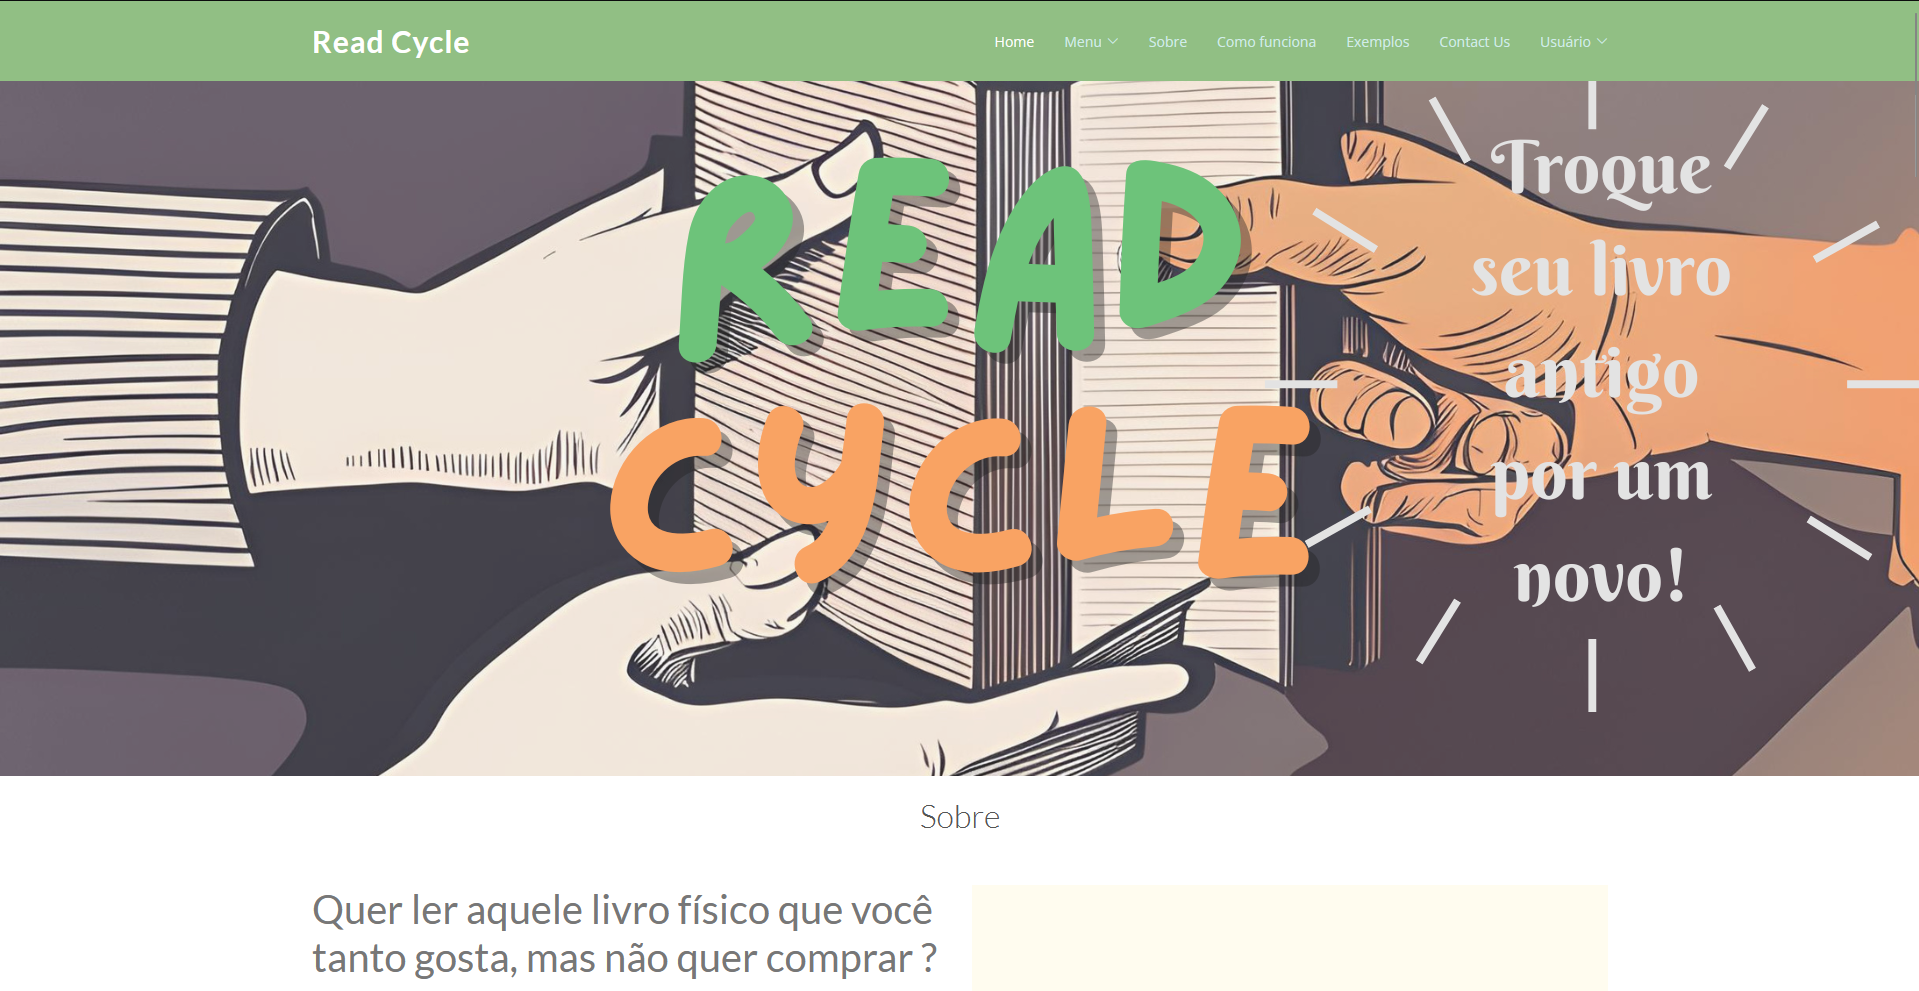 Read Cycle
Home Menu Sobre Como funciona Exemplos Contact Us Usuário
READ
CYCLE
Troque
seu livro
antigo
por um
novo!
Sobre
Quer ler aquele livro físico que você
tanto gosta, mas não quer comprar ?